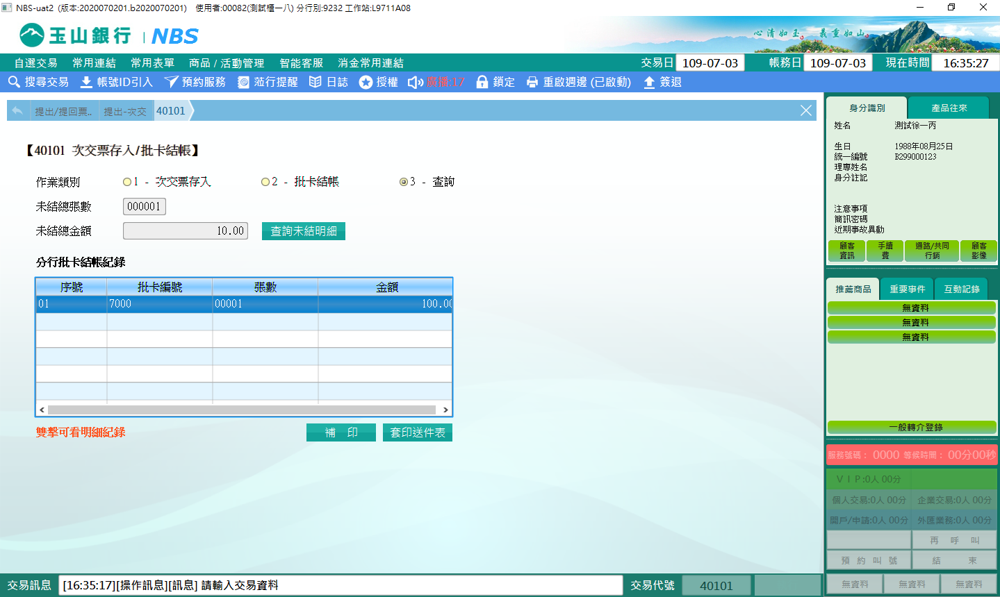 NBS-uat2 (版本:2020070201.b2020070201) 使用者:00082(測試櫃一八) 分行別:9232 工作站:L9711A08
玉山銀行 | NBS
心清如玉。義重如山。
自選交易 常用連結 常用表單 商品 / 活動管理 智能客服 消金常用連結 交易日 109-07-03 帳務日 109-07-03 現在時間 16:35:27
搜尋交易 帳號ID引入 預約服務 蒞行提醒 日誌 授權 廣播:17 鎖定 重啟週邊 (已啟動) 簽退
提出/提回票.. 提出-次交 40101
【40101 次交票存入/批卡結帳】
作業類別 1 - 次交票存入 2 - 批卡結帳 3 - 查詢
未結總張數 000001
未結總金額 10.00 查詢未結明細
分行批卡結帳紀錄
序號 批卡編號 張數 金額
01 7000 00001 100.00
雙擊可看明細紀錄 補 印 套印送件表
身分識別 產品往來
姓名 測試徐一丙
生日 1988年08月25日
統一編號 B299000123
理專姓名
身分註記
注意事項
簡訊密碼
近期事故異動
顧客資訊 手續費 通路/共同行銷 顧客影像
推薦商品 重要事件 互動記錄
無資料
無資料
無資料
一般轉介登錄
服務號碼： 0000 等候時間： 00分00秒
ＶＩＰ:0人 00分
個人交易:0人 00分 企業交易:0人 00分
開戶/申請:0人 00分 外匯業務:0人 00分
再 呼 叫
預 約 叫 號 結 束
無資料 無資料 無資料
交易訊息 [16:35:17][操作訊息][訊息] 請輸入交易資料 交易代號 40101